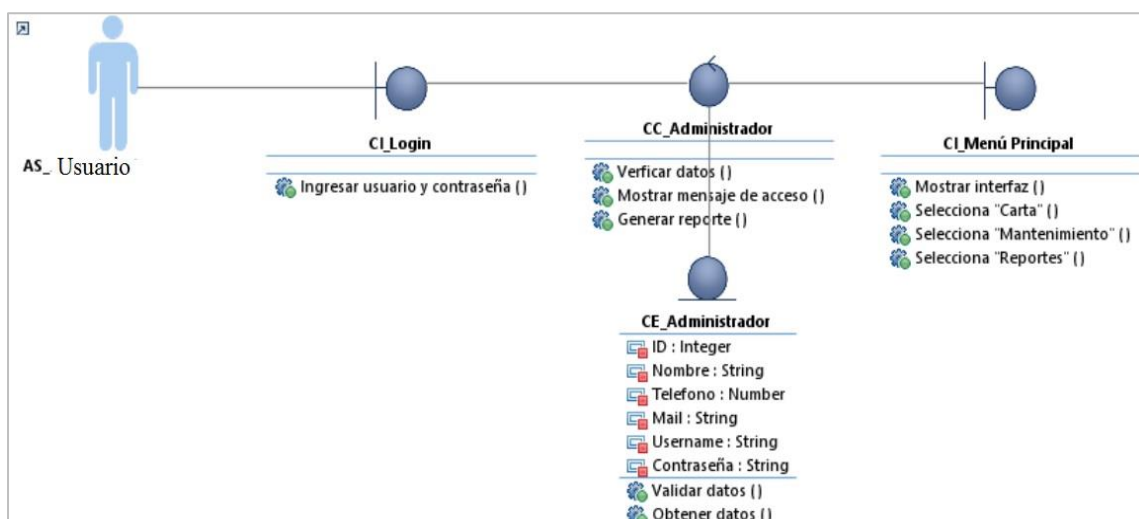 AS_ Usuario
CI_Login
Ingresar usuario y contraseña ()
CC_Administrador
Verficar datos ()
Mostrar mensaje de acceso ()
Generar reporte ()
CI_Menú Principal
Mostrar interfaz ()
Selecciona "Carta" ()
Selecciona "Mantenimiento" ()
Selecciona "Reportes" ()
CE_Administrador
ID : Integer
Nombre : String
Telefono : Number
Mail : String
Username : String
Contraseña : String
Validar datos ()
Obtener datos ()